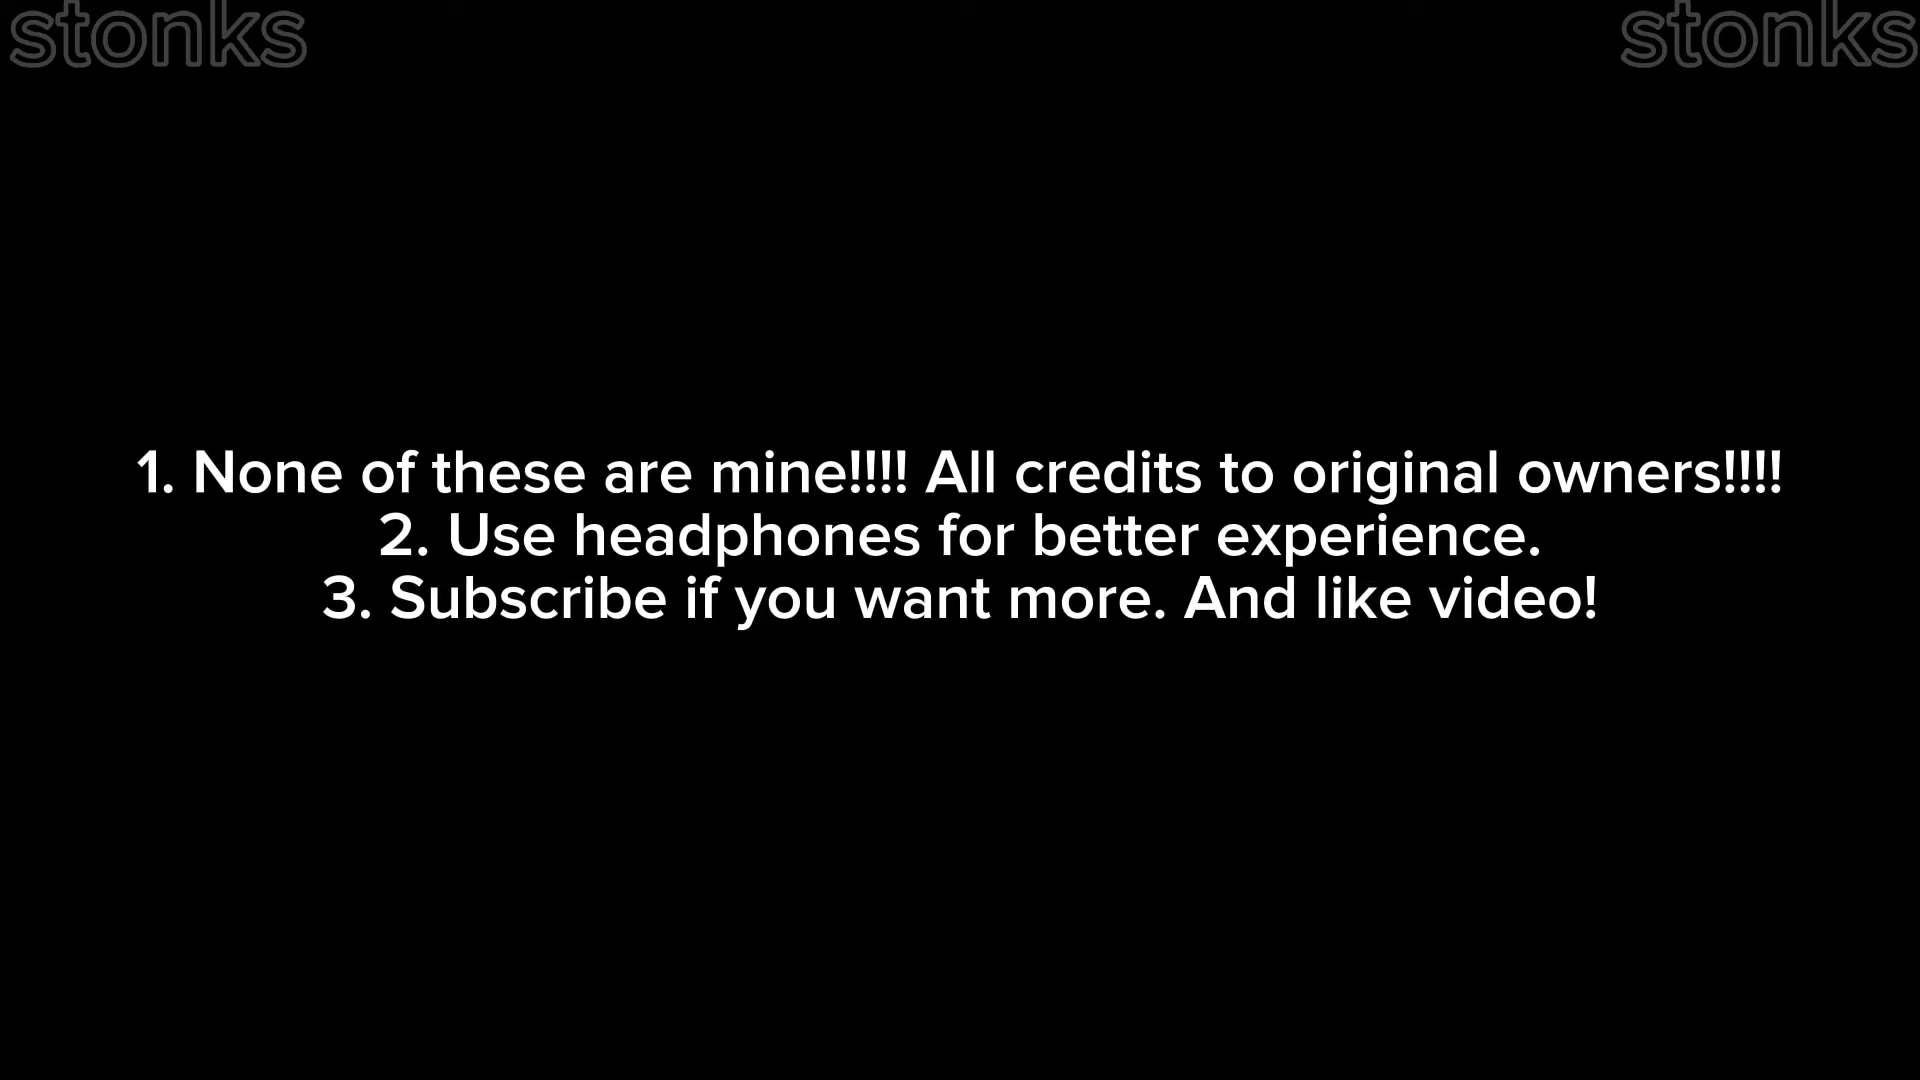 stonks stonks
1. None of these are mine!!!! All credits to original owners!!!!
2. Use headphones for better experience.
3. Subscribe if you want more. And like video!